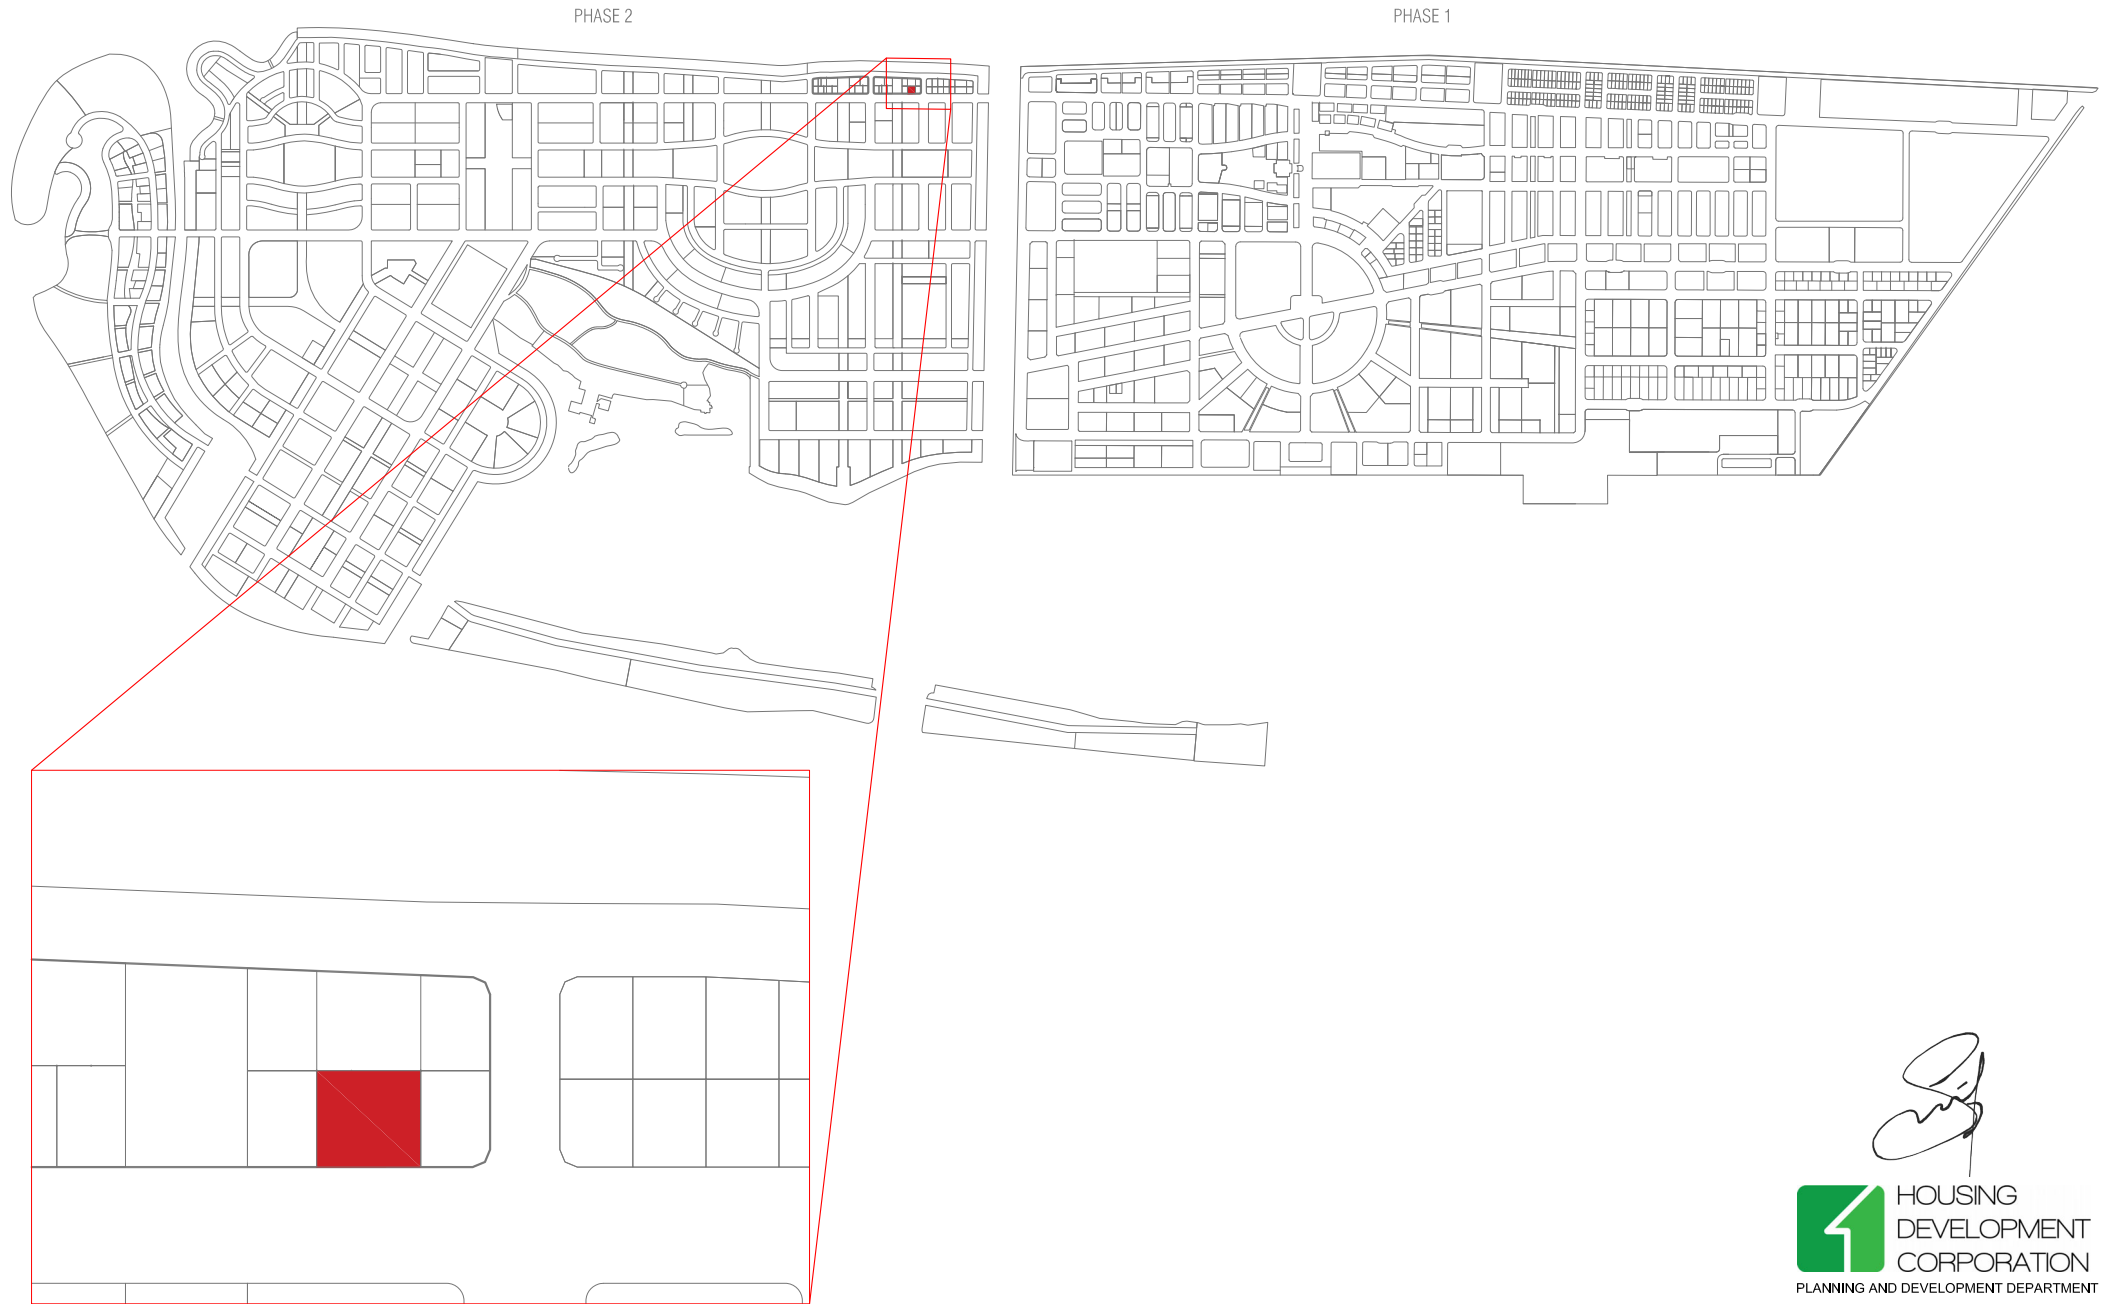 PHASE 2
PHASE 1
HOUSING
DEVELOPMENT
CORPORATION
PLANNING AND DEVELOPMENT DEPARTMENT